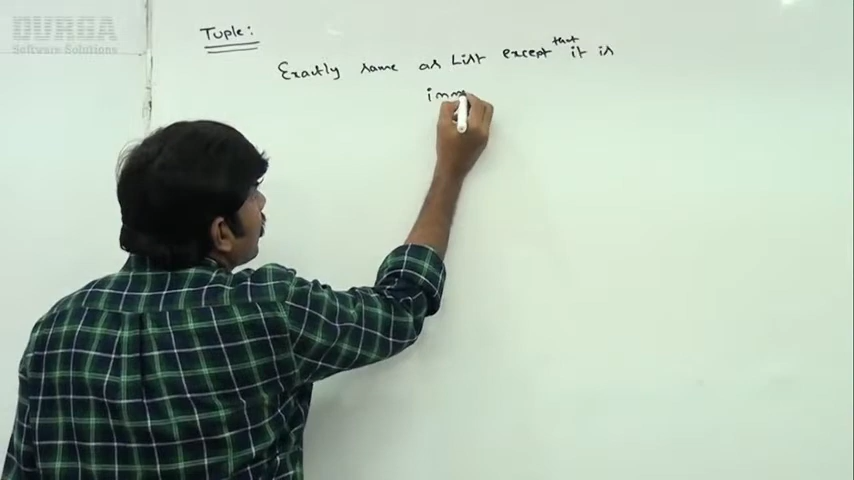 DURGA
Software Solutions
Tuple:
Exactly same as List except that it is
imm